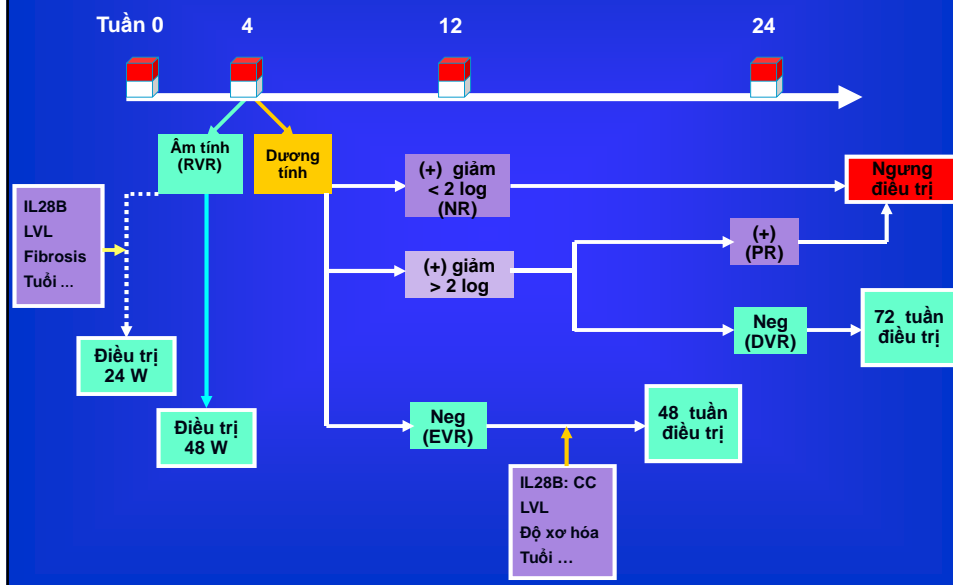 Tuần 0
4
12
24
Âm tính
(RVR)
Dương
tính
(+) giảm
< 2 log
(NR)
Ngưng
điều trị
IL28B
LVL
Fibrosis
Tuổi ...
(+) giảm
> 2 log
(+)
(PR)
Neg
(DVR)
72 tuần
điều trị
Điều trị
24 W
Điều trị
48 W
Neg
(EVR)
48 tuần
điều trị
IL28B: CC
LVL
Độ xơ hóa
Tuổi ...